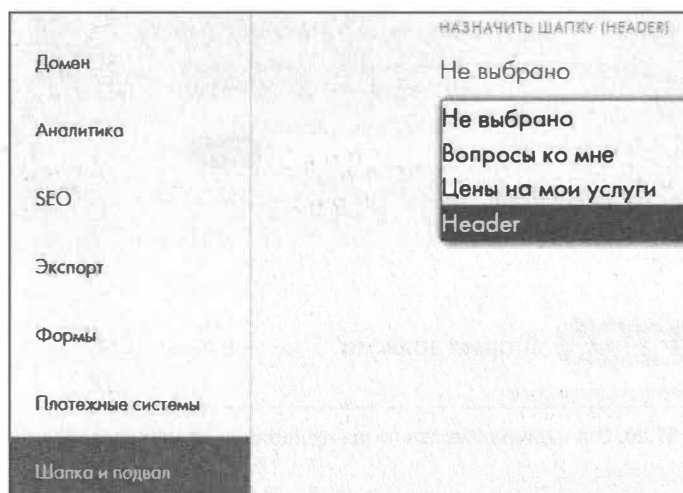 НАЗНАЧИТЬ ШАПКУ (HEADER)
Домен
Не выбрано
Не выбрано
Аналитика
Вопросы ко мне
Цены на мои услуги
SEO
Header
Экспорт
Формы
Платежные системы
Шапка и подвал